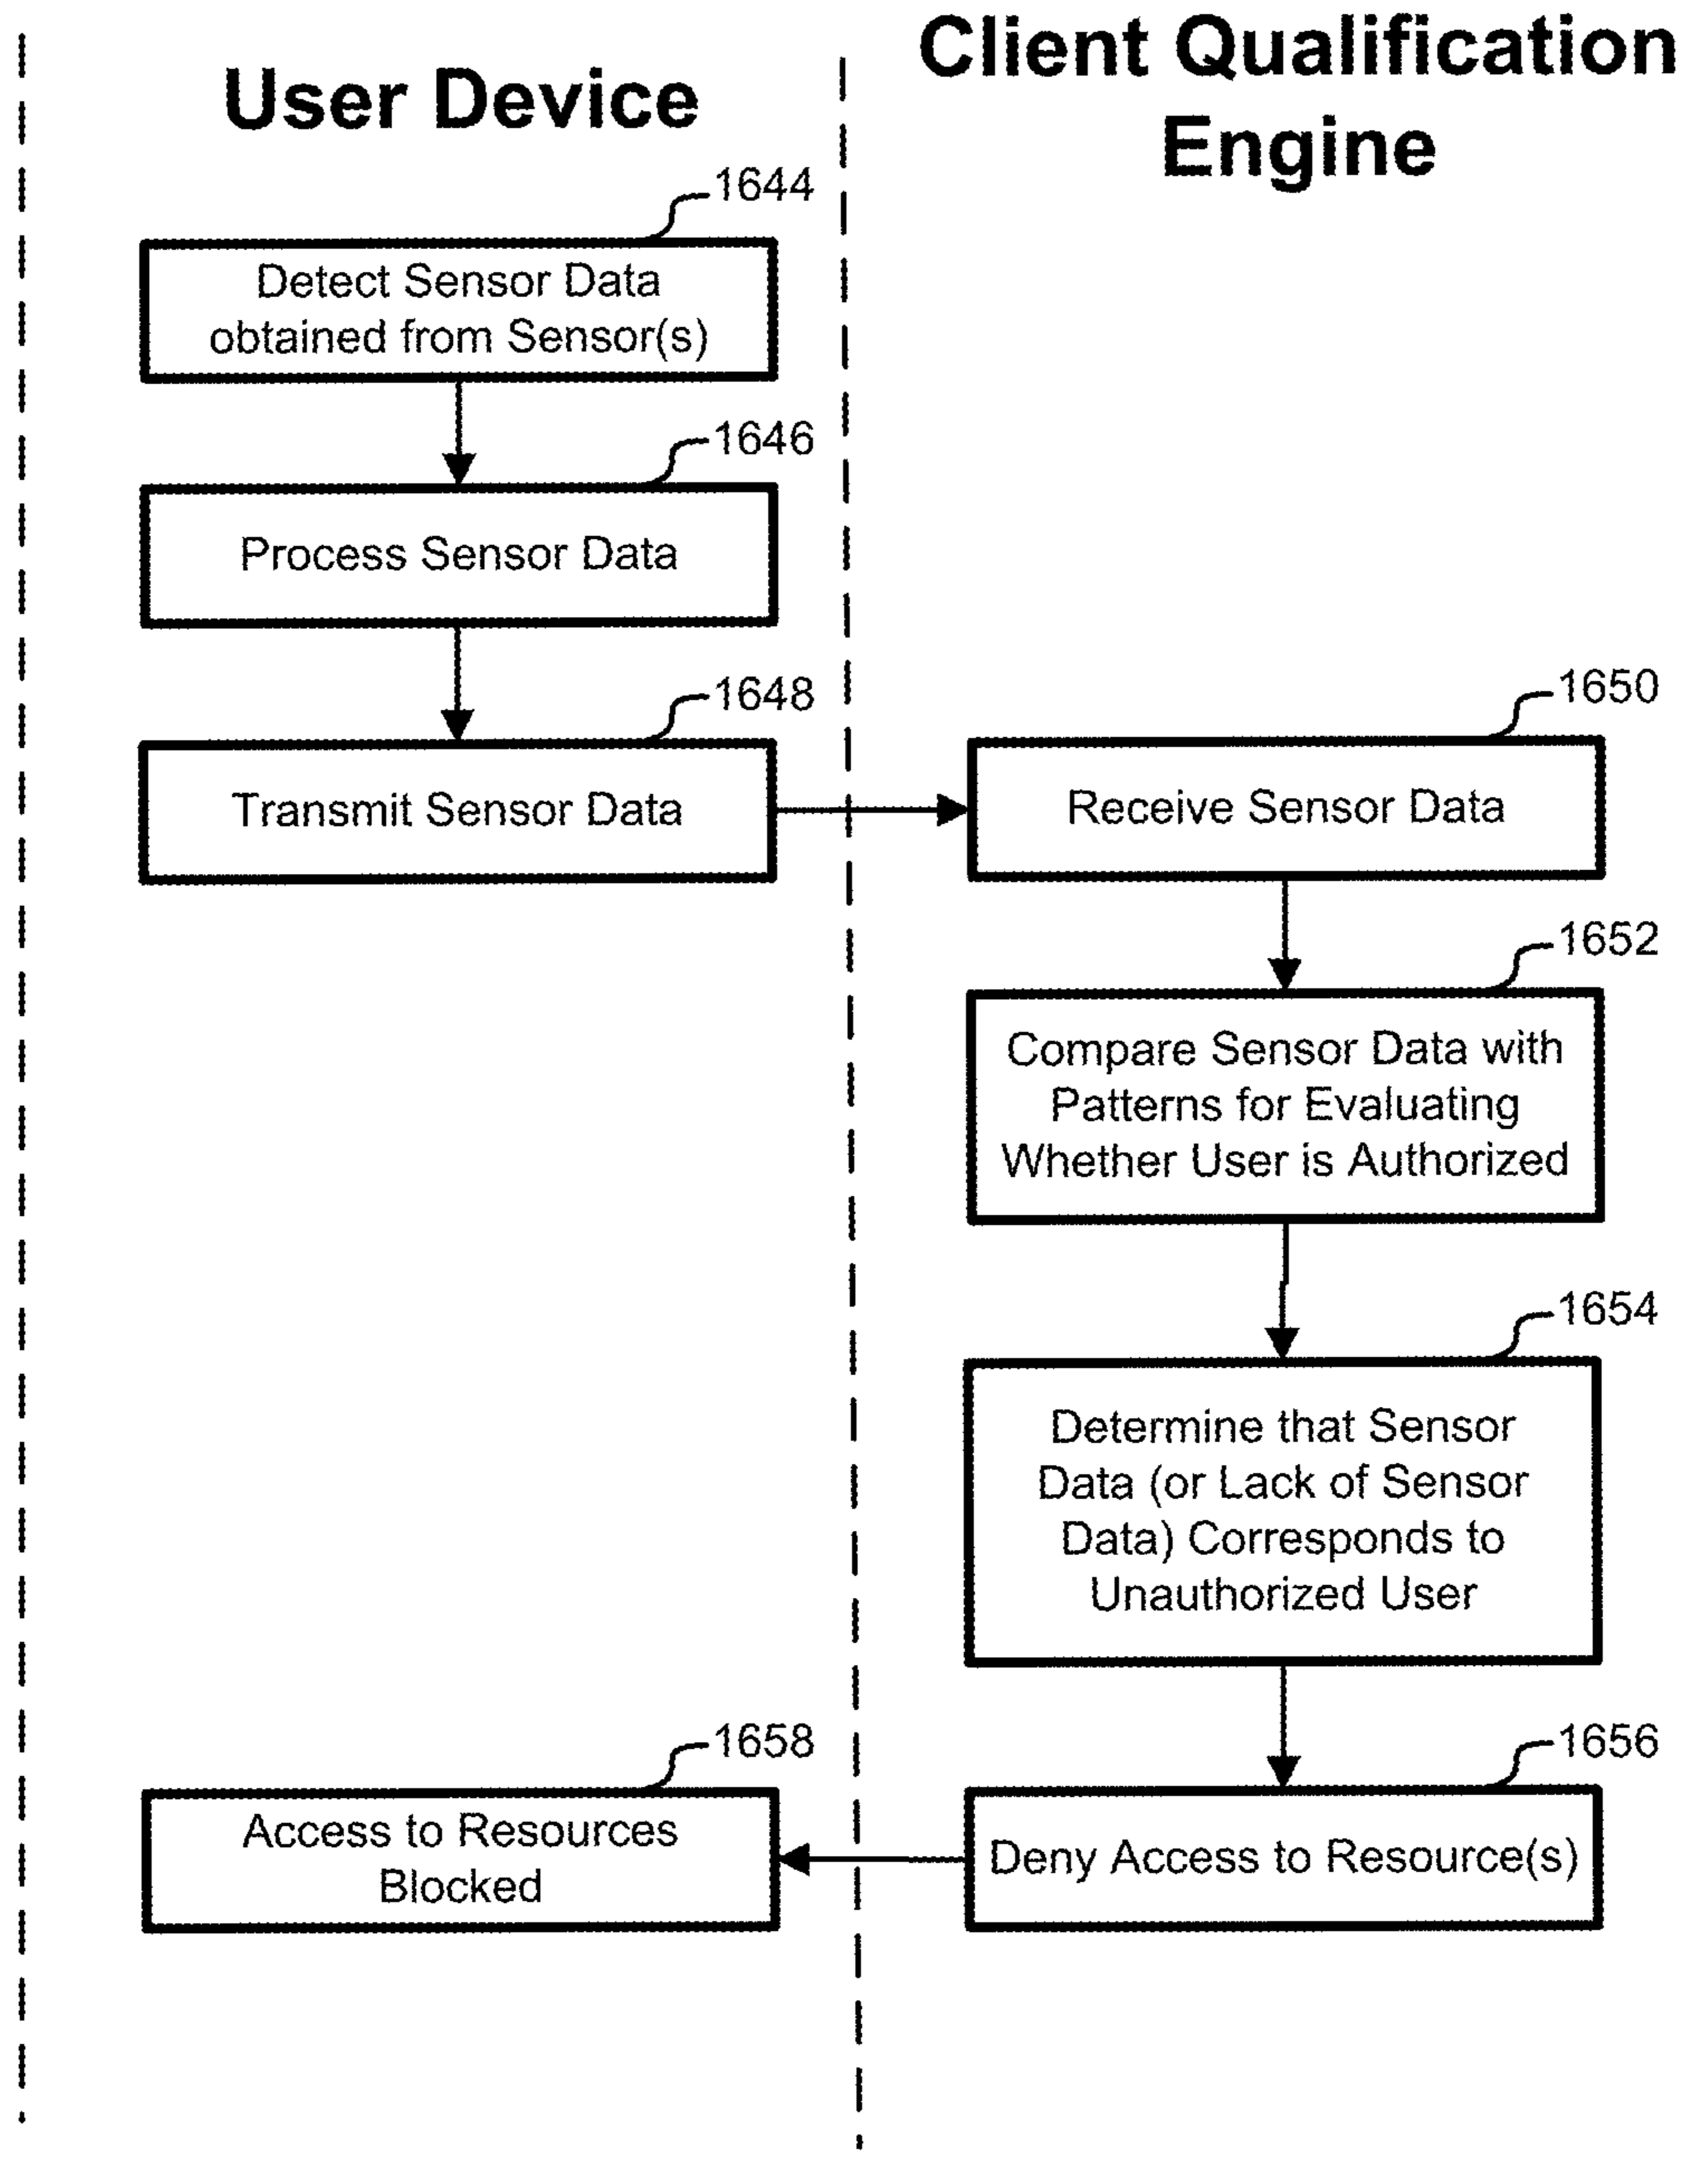 User Device
Client Qualification
Engine
1644
Detect Sensor Data
obtained from Sensor(s)
1646
Process Sensor Data
1648
Transmit Sensor Data
1650
Receive Sensor Data
1652
Compare Sensor Data with
Patterns for Evaluating
Whether User is Authorized
1654
Determine that Sensor
Data (or Lack of Sensor
Data) Corresponds to
Unauthorized User
1656
Deny Access to Resource(s)
1658
Access to Resources
Blocked